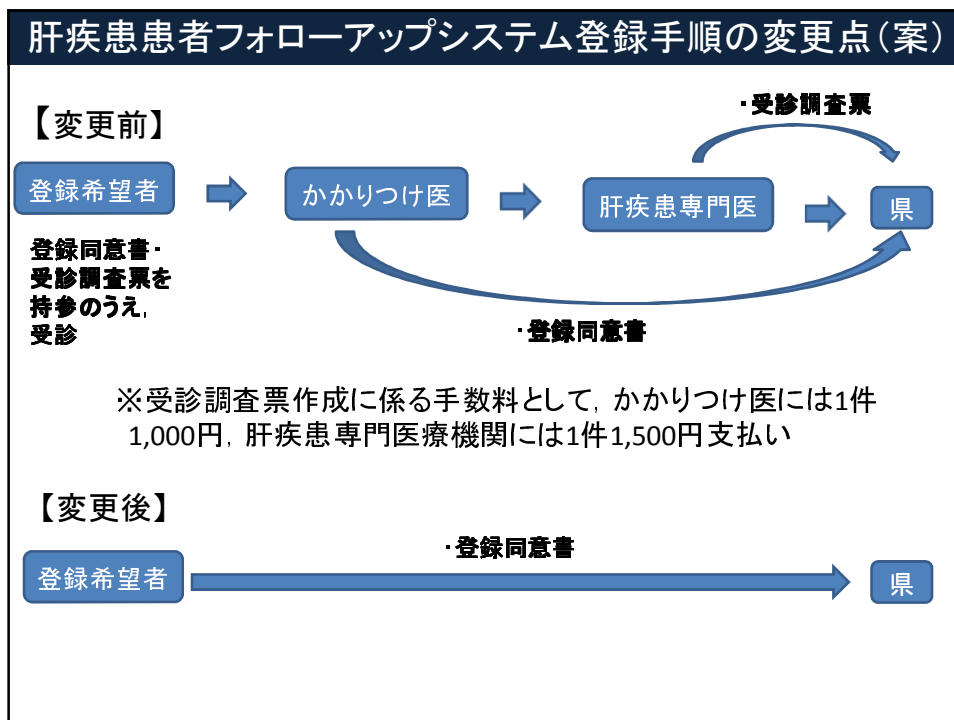 肝疾患患者フォローアップシステム登録手順の変更点(案)
【変更前】
・受診調査票
登録希望者
かかりつけ医
肝疾患専門医
県
登録同意書・
受診調査票を
持参のうえ,
受診
・登録同意書
※受診調査票作成に係る手数料として, かかりつけ医には1件
1,000円, 肝疾患専門医療機関には1件1,500円支払い
【変更後】
・登録同意書
登録希望者
県